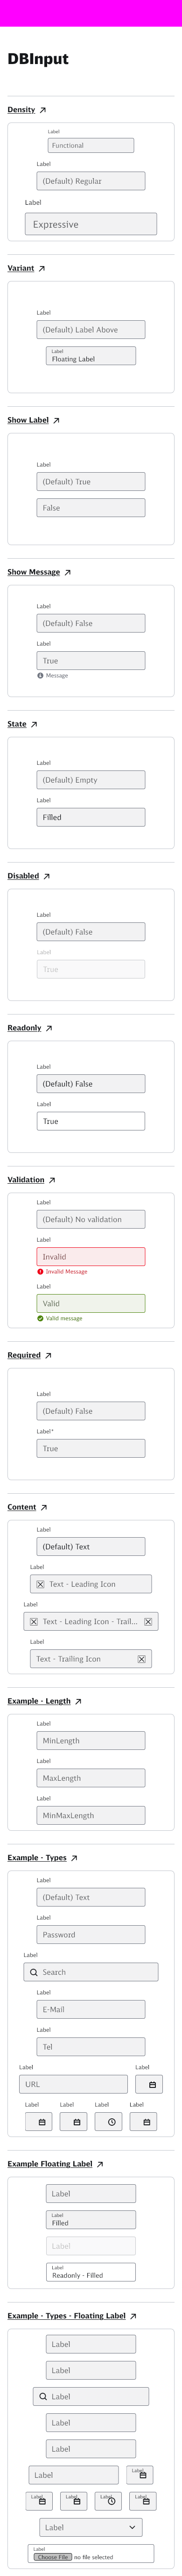 DBInput
Density
Label
Functional
Label
(Default) Regular
Label
Expressive
Variant
Label
(Default) Label Above
Label
Floating Label
Show Label
Label
(Default) True
False
Show Message
Label
(Default) False
Label
True
Message
State
Label
(Default) Empty
Label
Filled
Disabled
Label
(Default) False
Label
True
Readonly
Label
(Default) False
Label
True
Validation
Label
(Default) No validation
Label
Invalid
Invalid Message
Label
Valid
Valid message
Required
Label
(Default) False
Label*
True
Content
Label
(Default) Text
Label
Text - Leading Icon
Label
Text - Leading Icon - Trail...
Label
Text - Trailing Icon
Example - Length
Label
MinLength
Label
MaxLength
Label
MinMaxLength
Example - Types
Label
(Default) Text
Label
Password
Label
Search
Label
E-Mail
Label
Tel
Label Label
URL
Label Label Label Label
Example Floating Label
Label
Label
Filled
Label
Label
Readonly - Filled
Example - Types - Floating Label
Label
Label
Label
Label
Label
Label Label
Label Label Label Label
Label
Label
Choose File no file selected